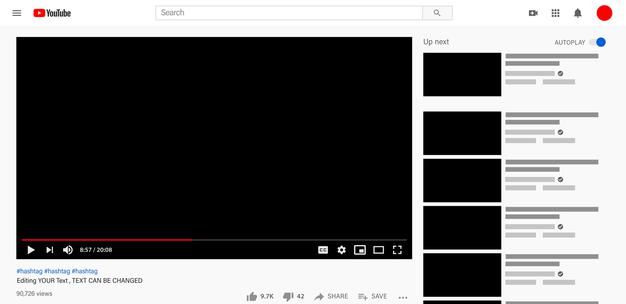 YouTube
Search
Up next
AUTOPLAY
8:57 / 20:08
CC
#hashtag #hashtag #hashtag
Editing YOUR Text , TEXT CAN BE CHANGED
90,726 views
9.7K
42
SHARE
SAVE